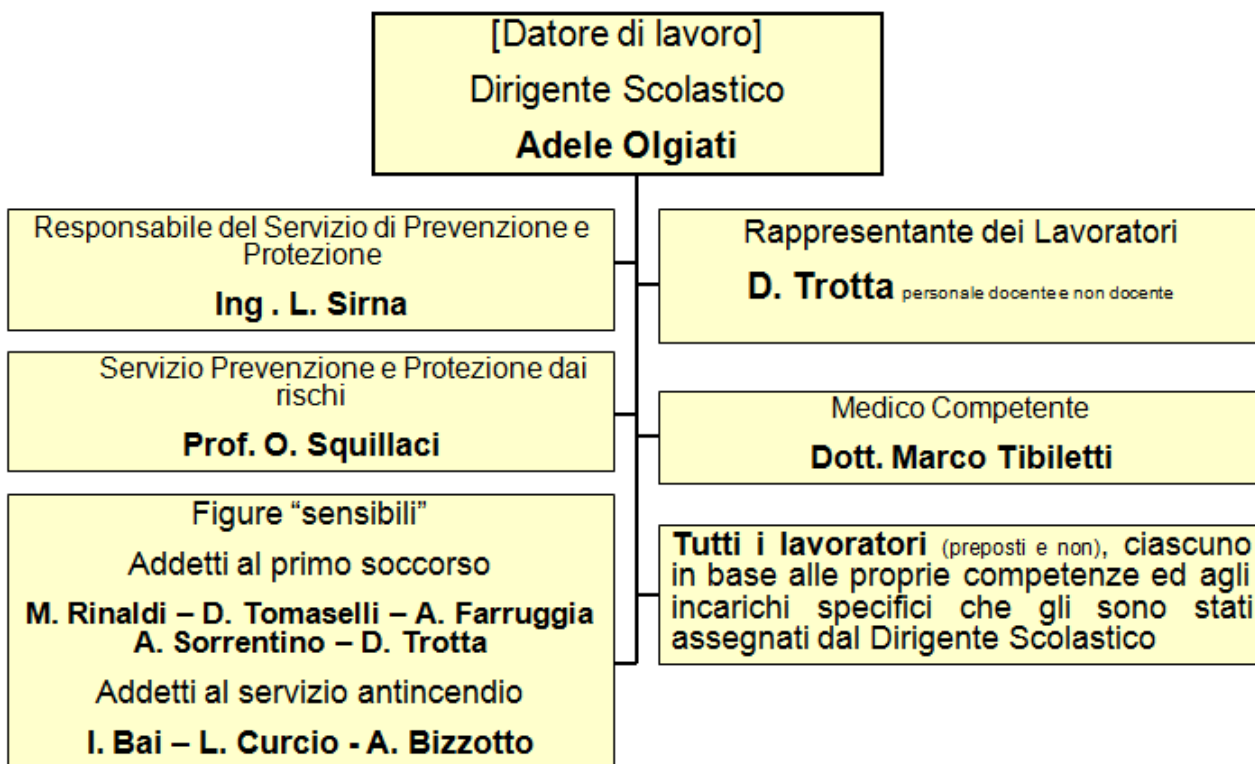 [Datore di lavoro]
Dirigente Scolastico
Adele Olgiati
Responsabile del Servizio di Prevenzione e
Protezione
Ing . L. Sirna
Rappresentante dei Lavoratori
D. Trotta personale docente e non docente
Servizio Prevenzione e Protezione dai
rischi
Prof. O. Squillaci
Medico Competente
Dott. Marco Tibiletti
Figure “sensibili”
Addetti al primo soccorso
M. Rinaldi – D. Tomaselli – A. Farruggia
A. Sorrentino – D. Trotta
Addetti al servizio antincendio
I. Bai – L. Curcio - A. Bizzotto
Tutti i lavoratori (preposti e non), ciascuno
in base alle proprie competenze ed agli
incarichi specifici che gli sono stati
assegnati dal Dirigente Scolastico